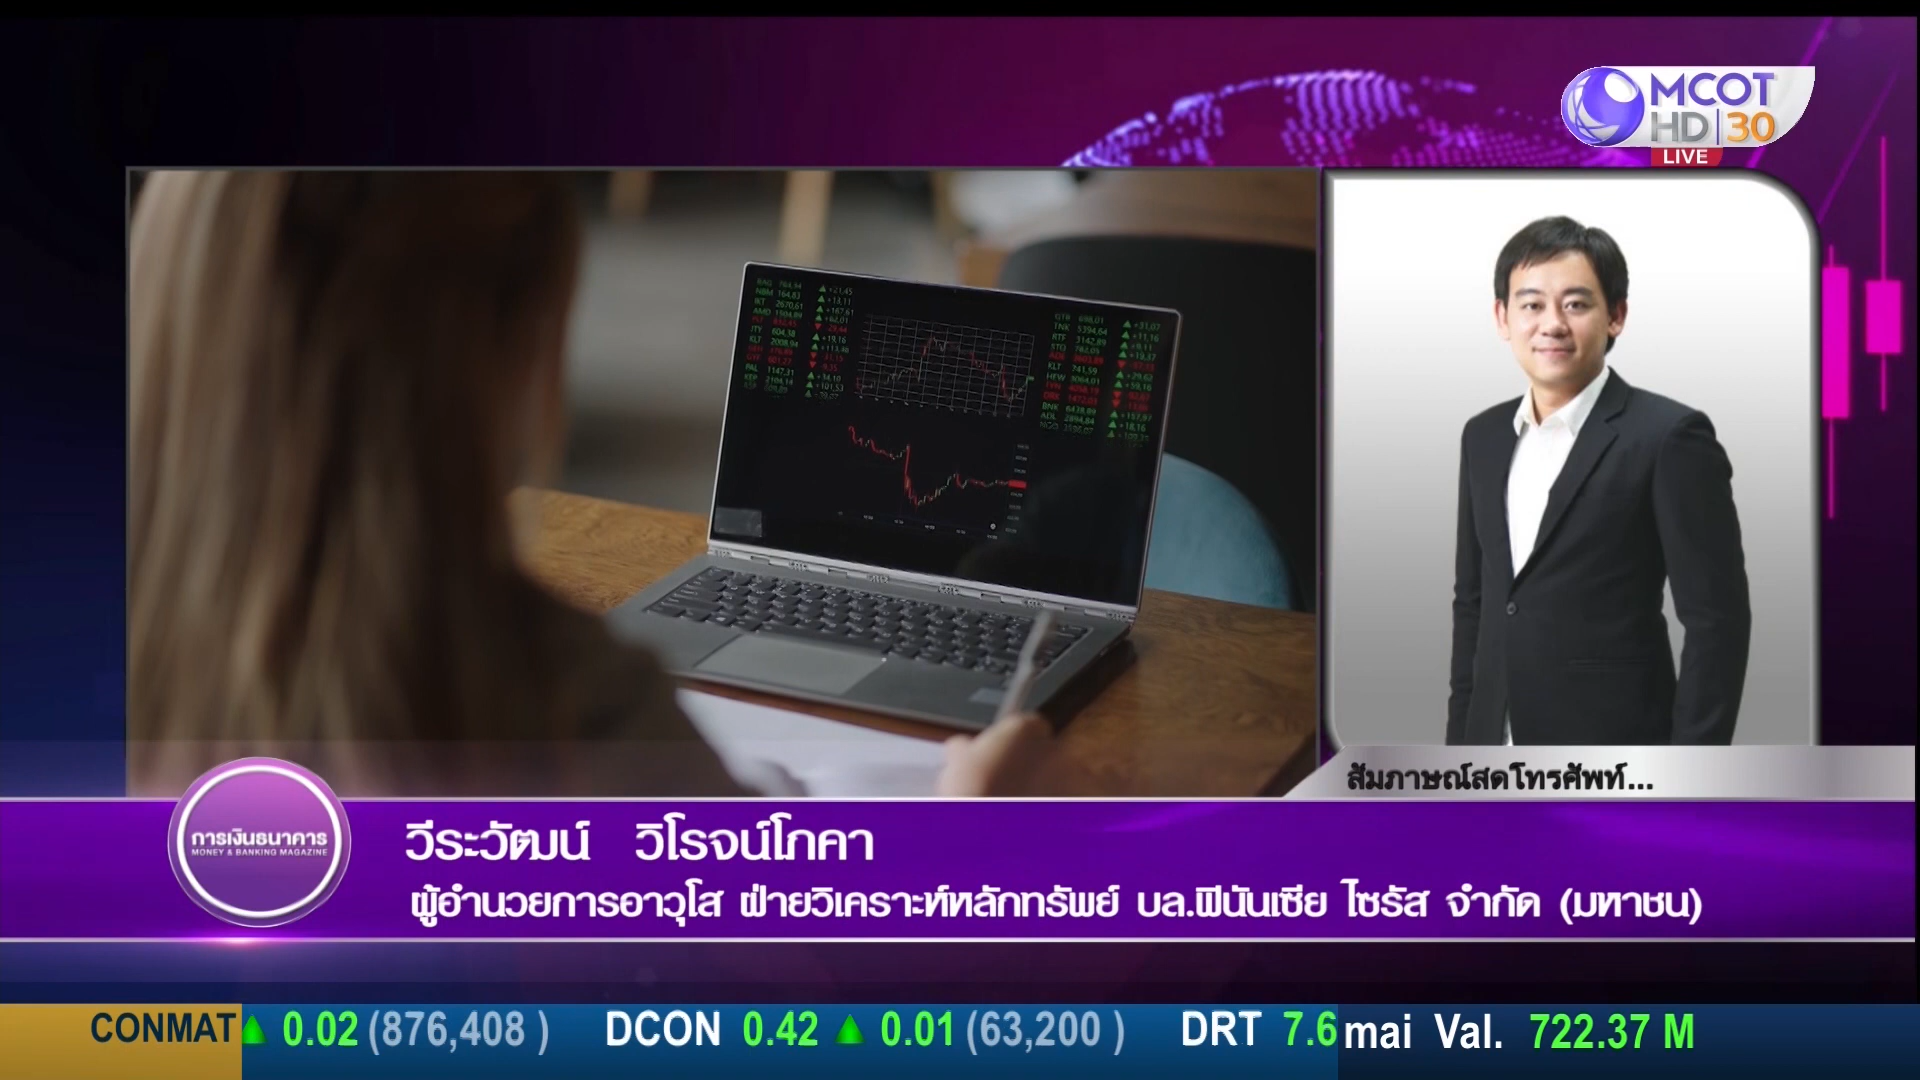 MCOT
HD 30
LIVE
สัมภาษณ์สดโทรศัพท์...
การเงินธนาคาร
MONEY & BANKING MAGAZINE
วีระวัฒน์ วิโรจน์โภคา
ผู้อำนวยการอาวุโส ฝ่ายวิเคราะห์หลักทรัพย์ บล.ฟินันเซีย ไซรัส จำกัด (มหาชน)
CONMAT ▲ 0.02 (876,408 ) DCON 0.42 ▲ 0.01 (63,200 ) DRT 7.6 mai Val. 722.37 M